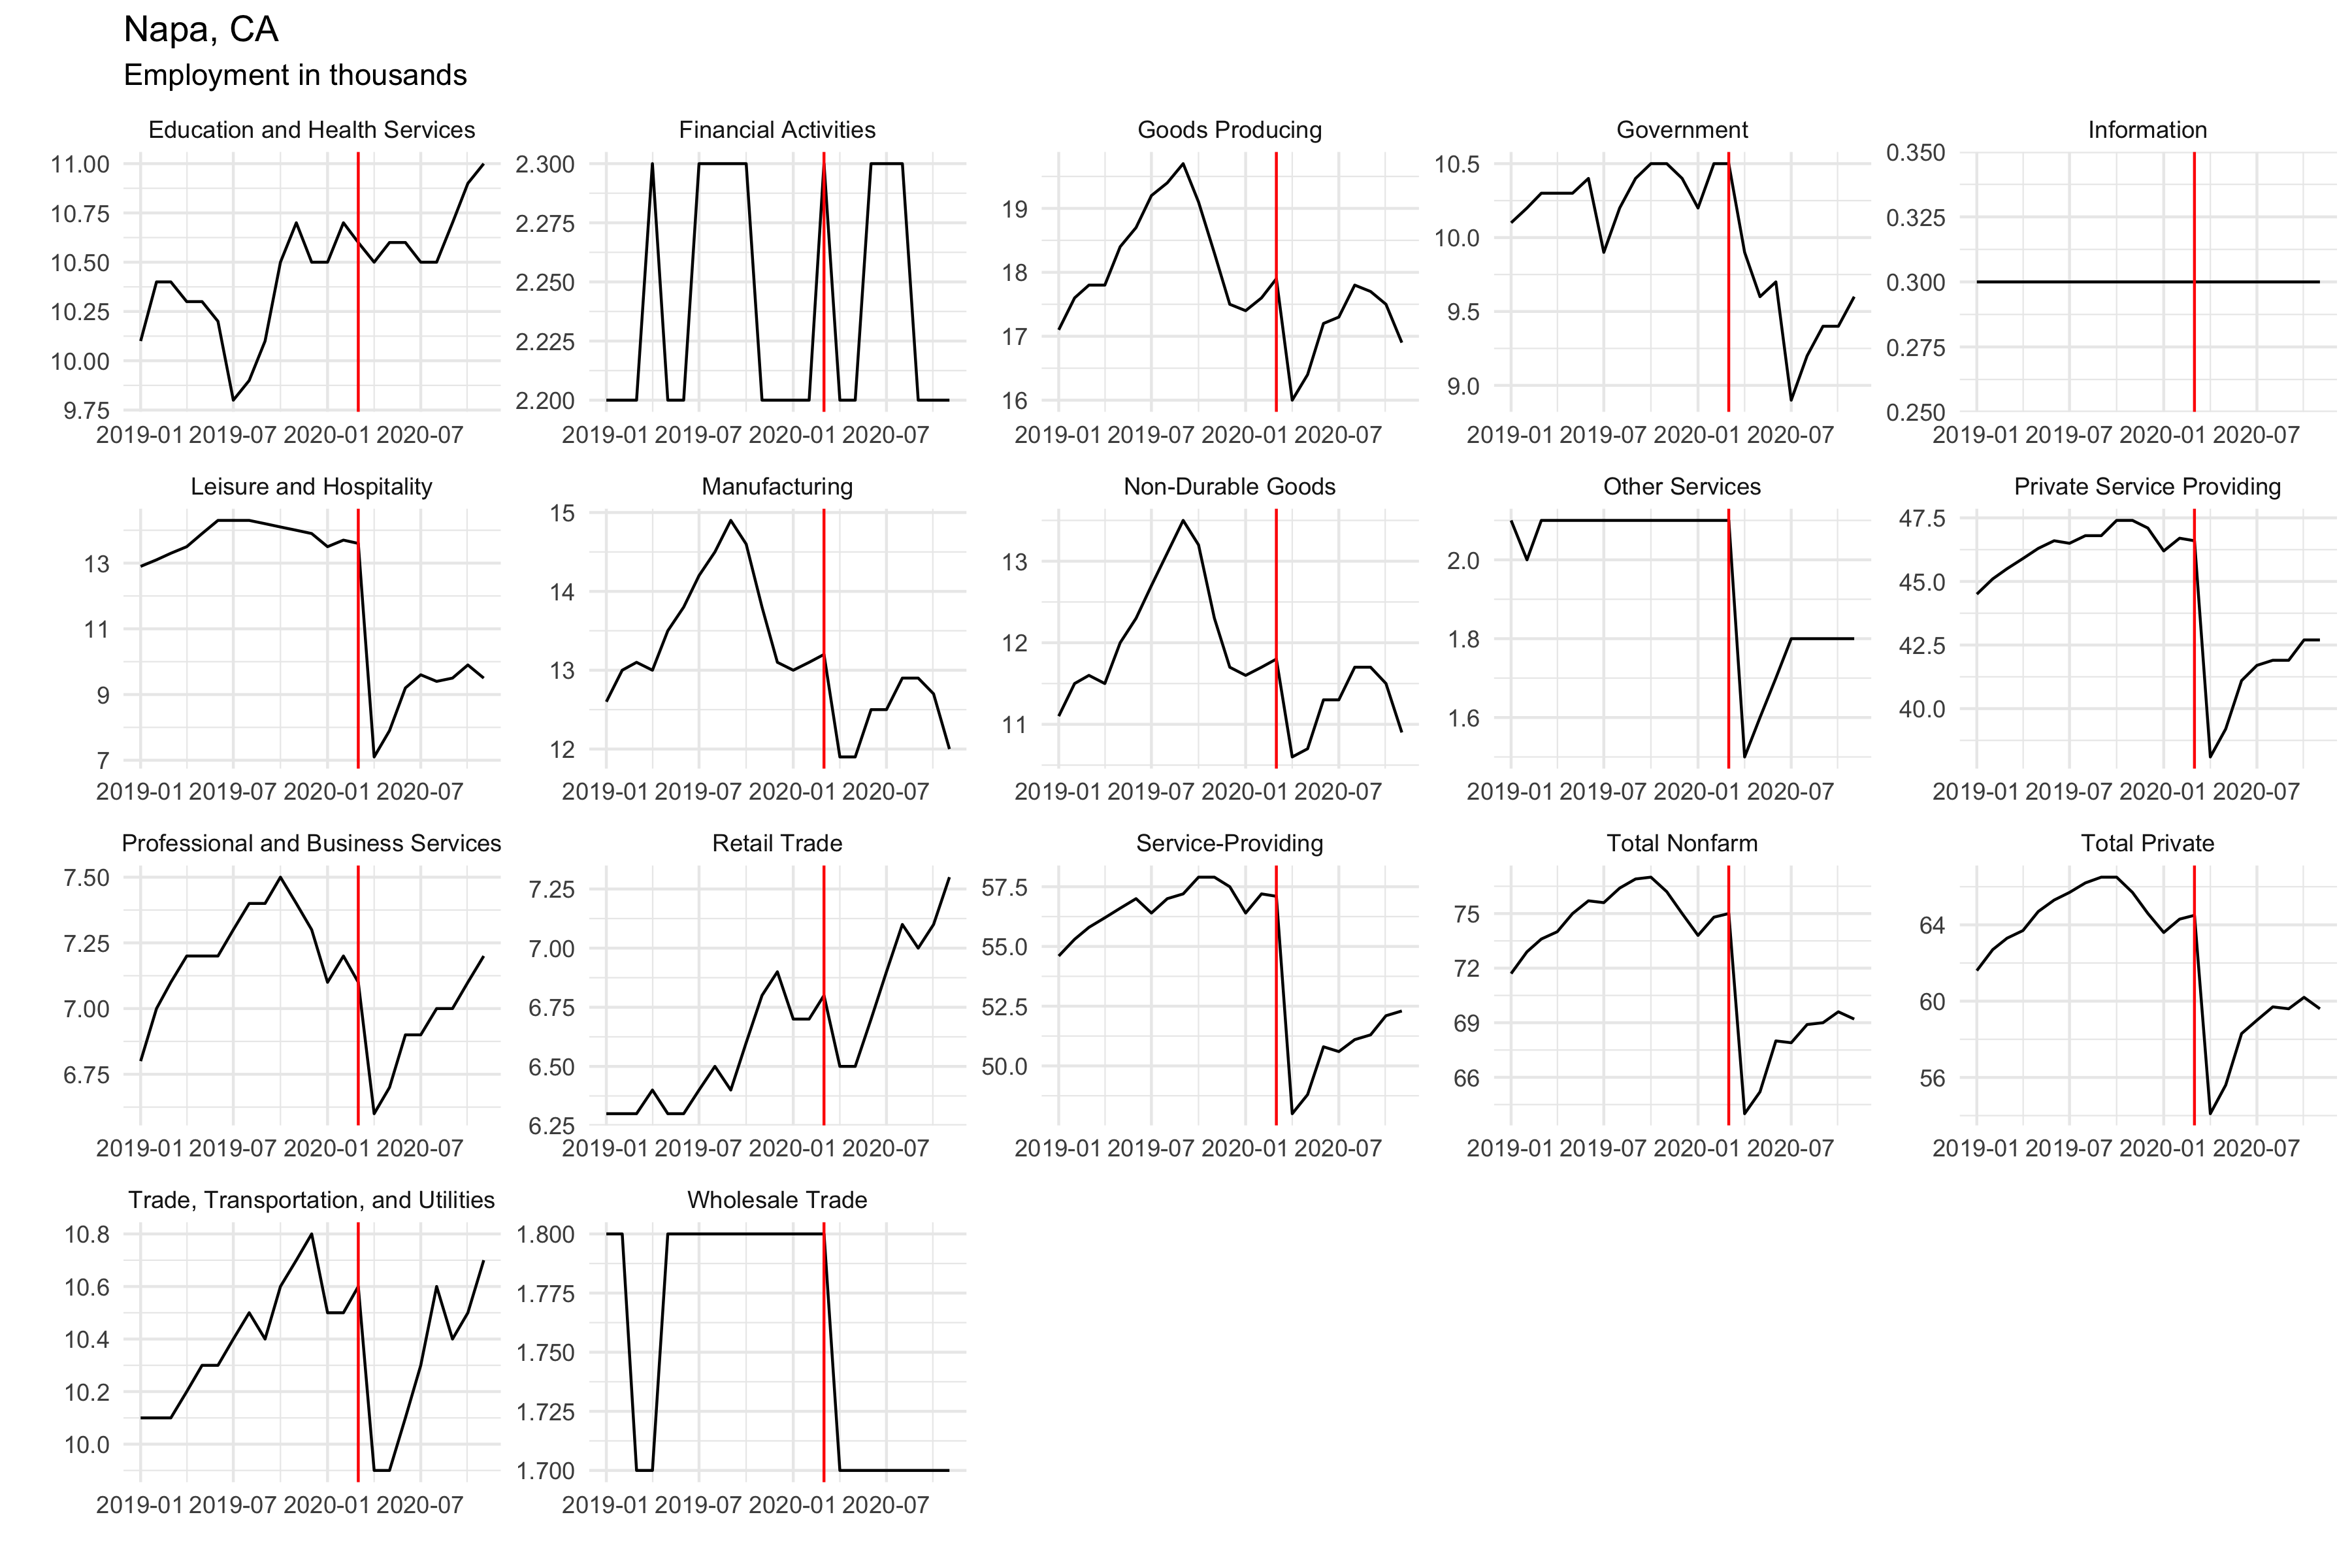 Napa, CA
Employment in thousands
Education and Health Services
11.00
10.75
10.50
10.25
10.00
9.75
2019-01 2019-07 2020-01 2020-07
Financial Activities
2.300
2.275
2.250
2.225
2.200
2019-01 2019-07 2020-01 2020-07
Goods Producing
19
18
17
16
2019-01 2019-07 2020-01 2020-07
Government
10.5
10.0
9.5
9.0
2019-01 2019-07 2020-01 2020-07
Information
0.350
0.325
0.300
0.275
0.250
2019-01 2019-07 2020-01 2020-07
Leisure and Hospitality
13
11
9
7
2019-01 2019-07 2020-01 2020-07
Manufacturing
15
14
13
12
2019-01 2019-07 2020-01 2020-07
Non-Durable Goods
13
12
11
2019-01 2019-07 2020-01 2020-07
Other Services
2.0
1.8
1.6
2019-01 2019-07 2020-01 2020-07
Private Service Providing
47.5
45.0
42.5
40.0
2019-01 2019-07 2020-01 2020-07
Professional and Business Services
7.50
7.25
7.00
6.75
2019-01 2019-07 2020-01 2020-07
Retail Trade
7.25
7.00
6.75
6.50
6.25
2019-01 2019-07 2020-01 2020-07
Service-Providing
57.5
55.0
52.5
50.0
2019-01 2019-07 2020-01 2020-07
Total Nonfarm
75
72
69
66
2019-01 2019-07 2020-01 2020-07
Total Private
64
60
56
2019-01 2019-07 2020-01 2020-07
Trade, Transportation, and Utilities
10.8
10.6
10.4
10.2
10.0
2019-01 2019-07 2020-01 2020-07
Wholesale Trade
1.800
1.775
1.750
1.725
1.700
2019-01 2019-07 2020-01 2020-07